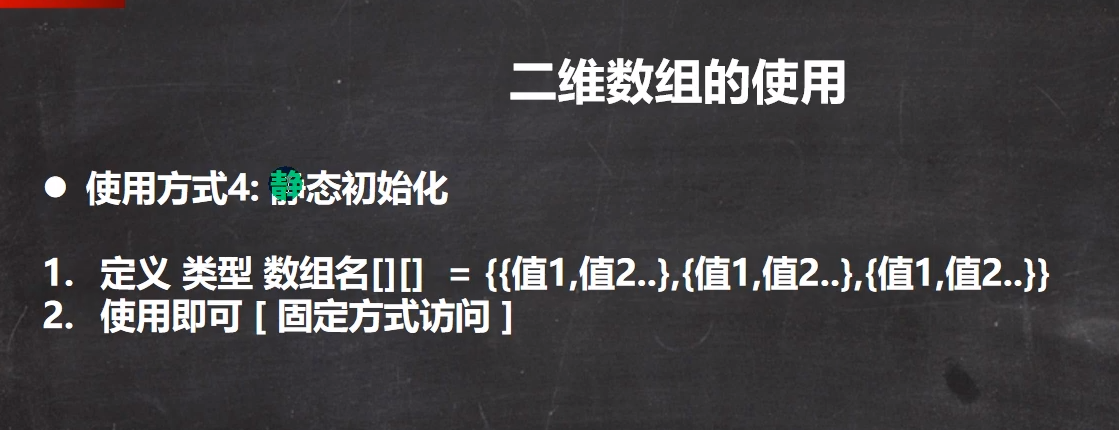 二维数组的使用
● 使用方式4: 静态初始化
1. 定义 类型 数组名[][] = {{值1,值2..},{值1,值2..},{值1,值2..}}
2. 使用即可 [ 固定方式访问 ]